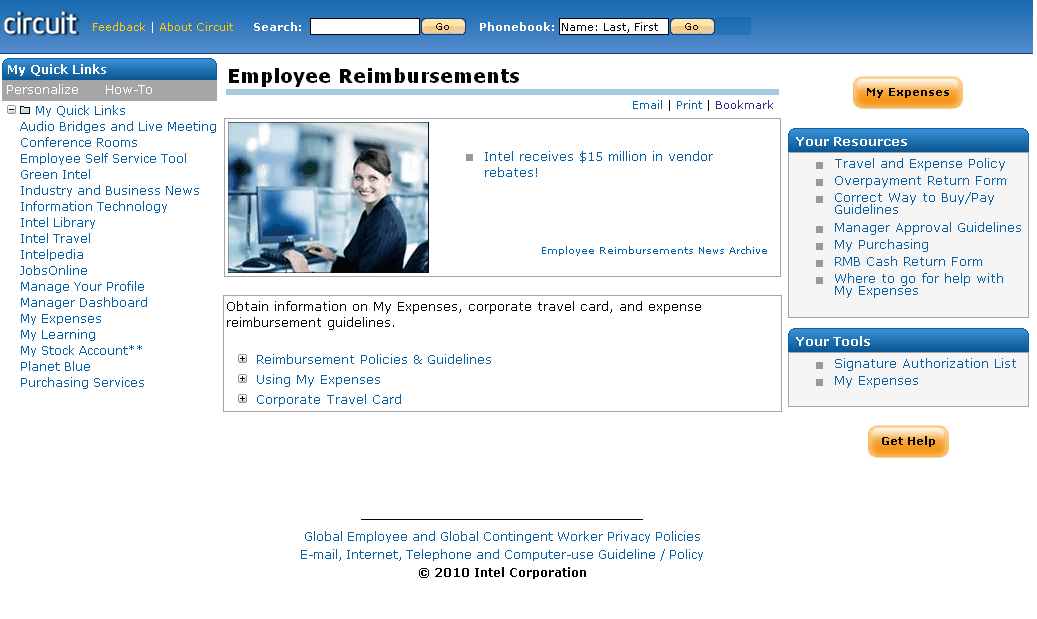 circuit Feedback | About Circuit Search: Go Phonebook: Name: Last, First Go
My Quick Links
Personalize How-To
My Quick Links
Audio Bridges and Live Meeting
Conference Rooms
Employee Self Service Tool
Green Intel
Industry and Business News
Information Technology
Intel Library
Intel Travel
Intelpedia
JobsOnline
Manage Your Profile
Manager Dashboard
My Expenses
My Learning
My Stock Account**
Planet Blue
Purchasing Services
Employee Reimbursements
Email | Print | Bookmark
Intel receives $15 million in vendor
rebates!
Employee Reimbursements News Archive
Obtain information on My Expenses, corporate travel card, and expense
reimbursement guidelines.
Reimbursement Policies & Guidelines
Using My Expenses
Corporate Travel Card
My Expenses
Your Resources
Travel and Expense Policy
Overpayment Return Form
Correct Way to Buy/Pay
Guidelines
Manager Approval Guidelines
My Purchasing
RMB Cash Return Form
Where to go for help with
My Expenses
Your Tools
Signature Authorization List
My Expenses
Get Help
Global Employee and Global Contingent Worker Privacy Policies
E-mail, Internet, Telephone and Computer-use Guideline / Policy
© 2010 Intel Corporation